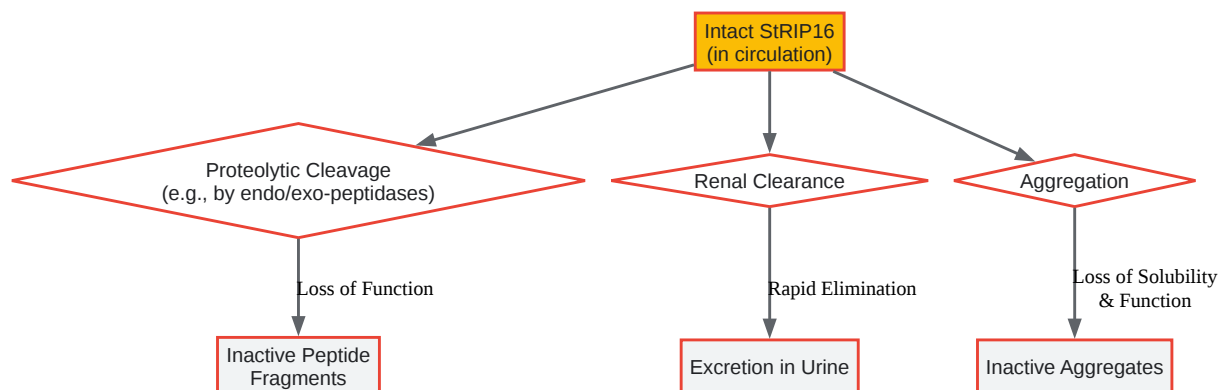 Intact StRIP16
(in circulation)
Proteolytic Cleavage
(e.g., by endo/exo-peptidases)
Renal Clearance
Aggregation
Loss of Function
Rapid Elimination
Loss of Solubility
& Function
Inactive Peptide
Fragments
Excretion in Urine
Inactive Aggregates